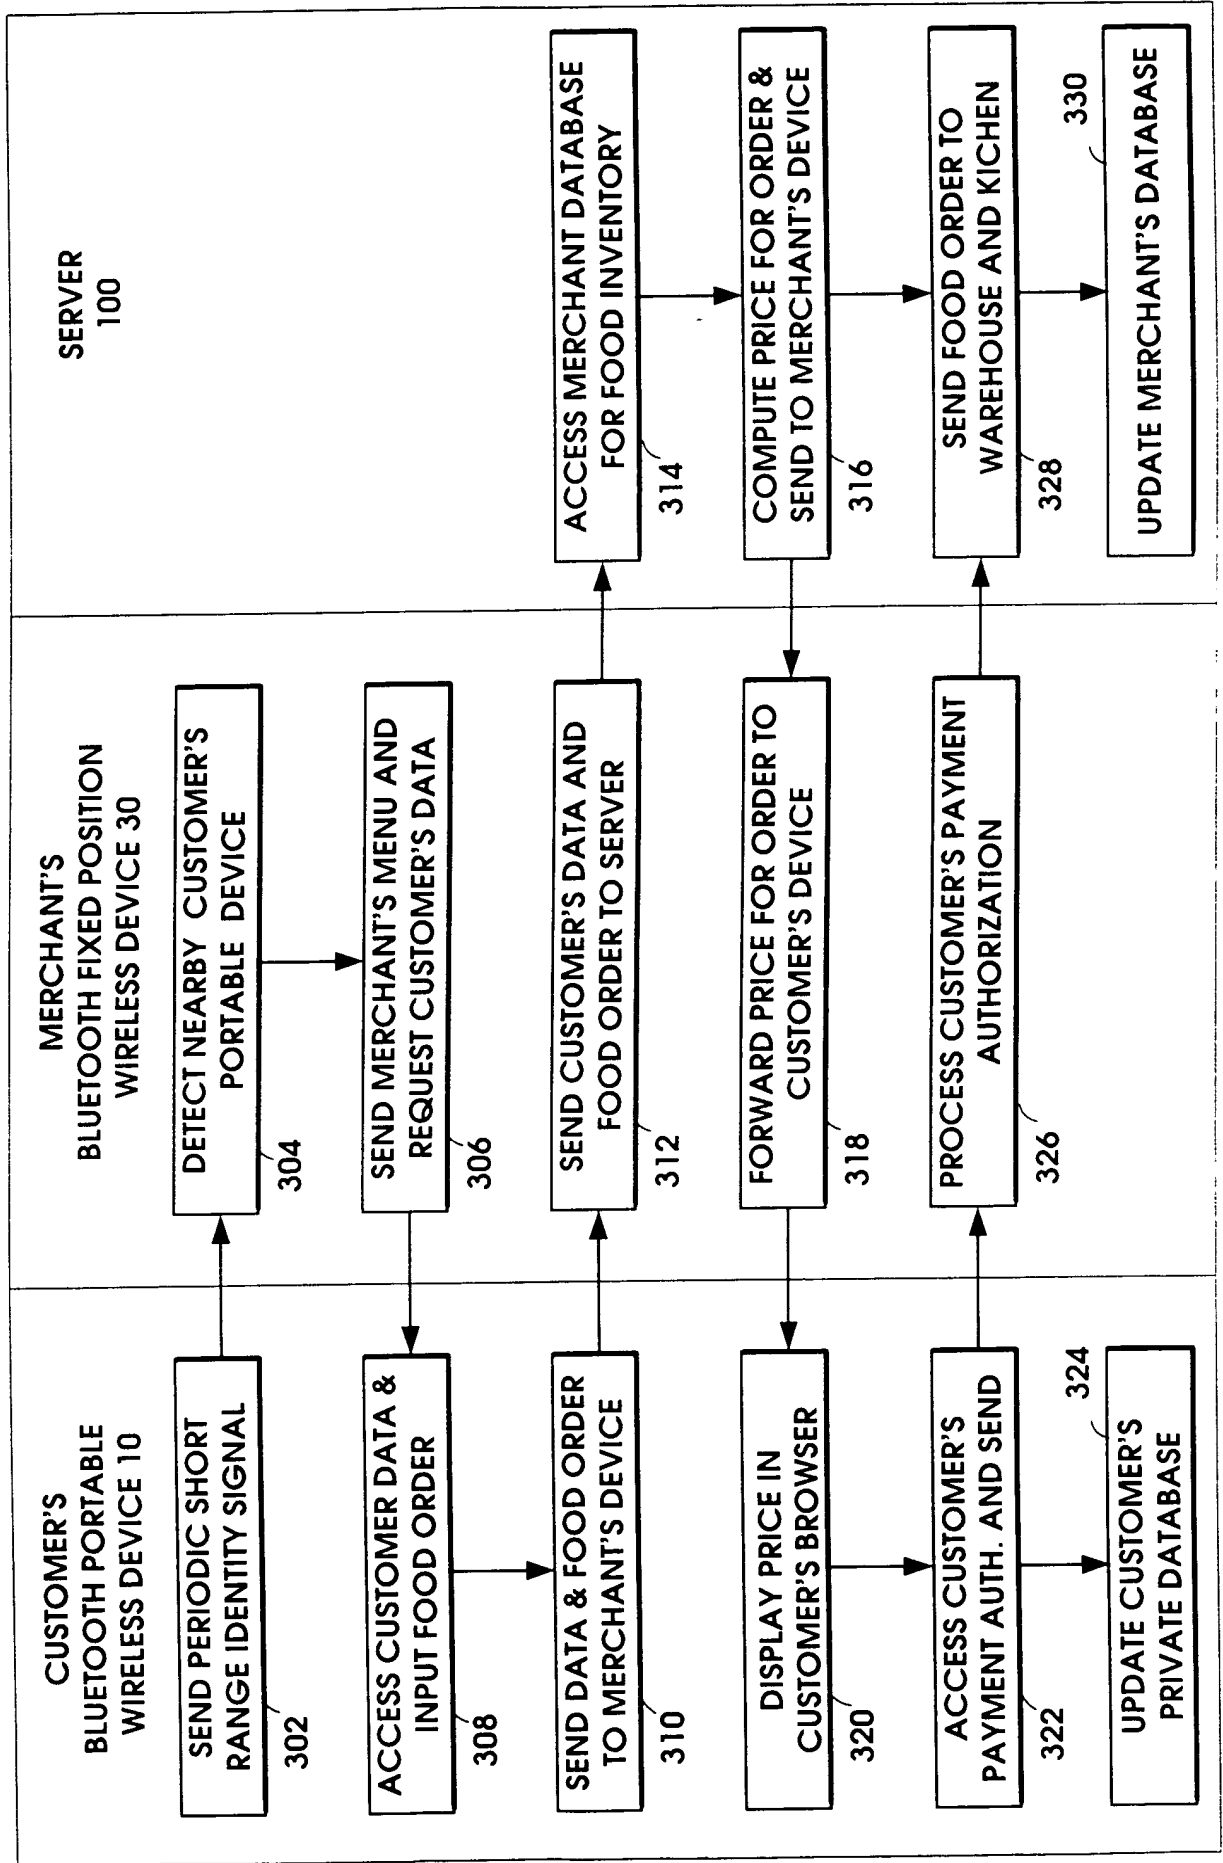 CUSTOMER'S
BLUETOOTH PORTABLE
WIRELESS DEVICE 10
MERCHANT'S
BLUETOOTH FIXED POSITION
WIRELESS DEVICE 30
SERVER
100
SEND PERIODIC SHORT
RANGE IDENTITY SIGNAL
302
DETECT NEARBY CUSTOMER'S
PORTABLE DEVICE
304
SEND MERCHANT'S MENU AND
REQUEST CUSTOMER'S DATA
306
ACCESS CUSTOMER DATA &
INPUT FOOD ORDER
308
SEND DATA & FOOD ORDER
TO MERCHANT'S DEVICE
310
SEND CUSTOMER'S DATA AND
FOOD ORDER TO SERVER
312
ACCESS MERCHANT DATABASE
FOR FOOD INVENTORY
314
COMPUTE PRICE FOR ORDER &
SEND TO MERCHANT'S DEVICE
316
FORWARD PRICE FOR ORDER TO
CUSTOMER'S DEVICE
318
DISPLAY PRICE IN
CUSTOMER'S BROWSER
320
ACCESS CUSTOMER'S
PAYMENT AUTH. AND SEND
322
UPDATE CUSTOMER'S
PRIVATE DATABASE
324
PROCESS CUSTOMER'S PAYMENT
AUTHORIZATION
326
SEND FOOD ORDER TO
WAREHOUSE AND KICHEN
328
UPDATE MERCHANT'S DATABASE
330